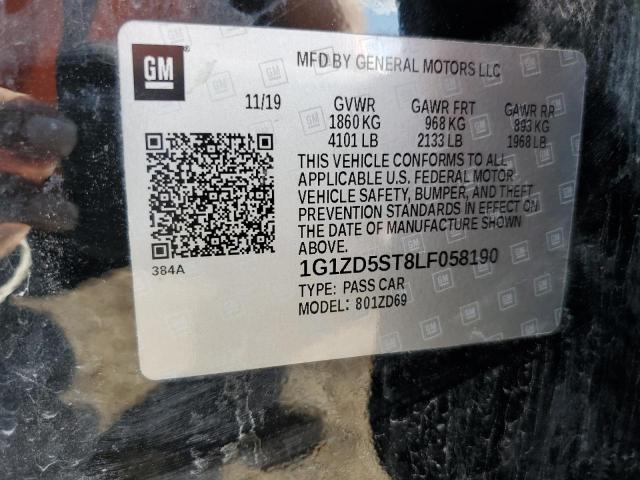 GM
MFD BY GENERAL MOTORS LLC
11/19 GVWR GAWR FRT GAWR RR
1860 KG 968 KG 893 KG
4101 LB 2133 LB 1968 LB
THIS VEHICLE CONFORMS TO ALL
APPLICABLE U.S. FEDERAL MOTOR
VEHICLE SAFETY, BUMPER, AND THEFT
PREVENTION STANDARDS IN EFFECT ON
THE DATE OF MANUFACTURE SHOWN
ABOVE.
384A
1G1ZD5ST8LF058190
TYPE: PASS CAR
MODEL: 801ZD69